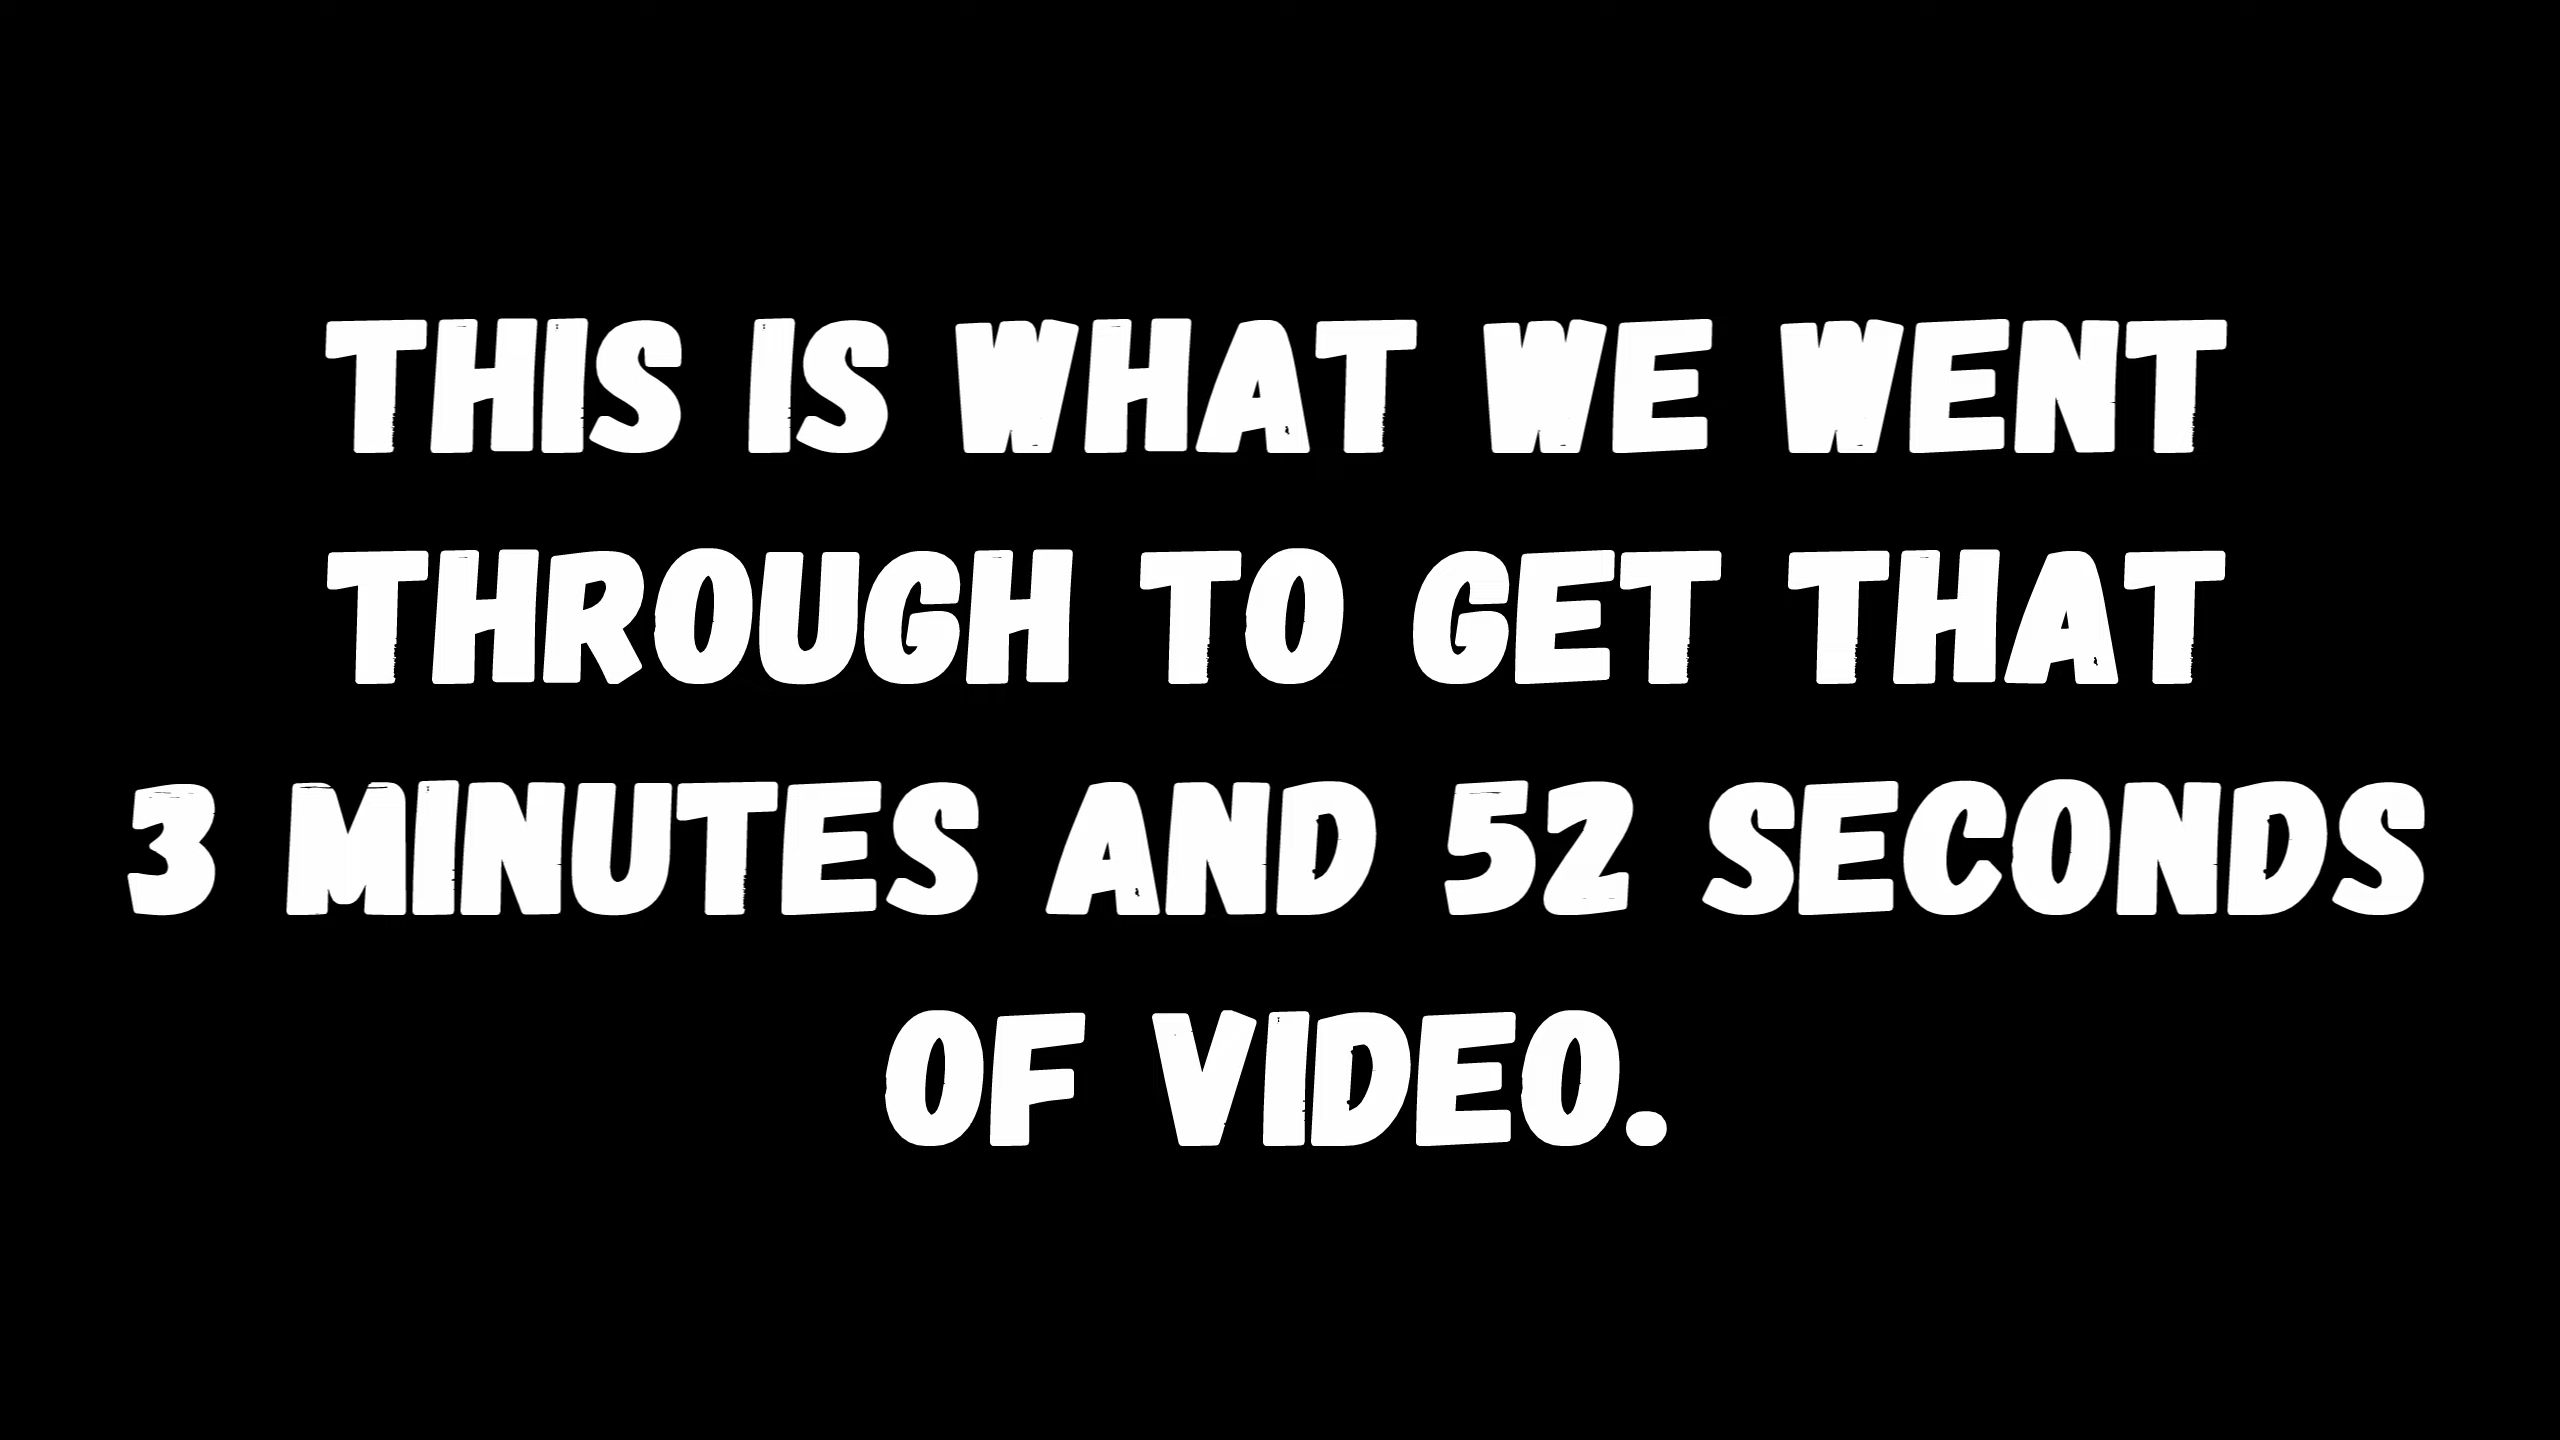 THIS IS WHAT WE WENT
THROUGH TO GET THAT
3 MINUTES AND 52 SECONDS
OF VIDEO.